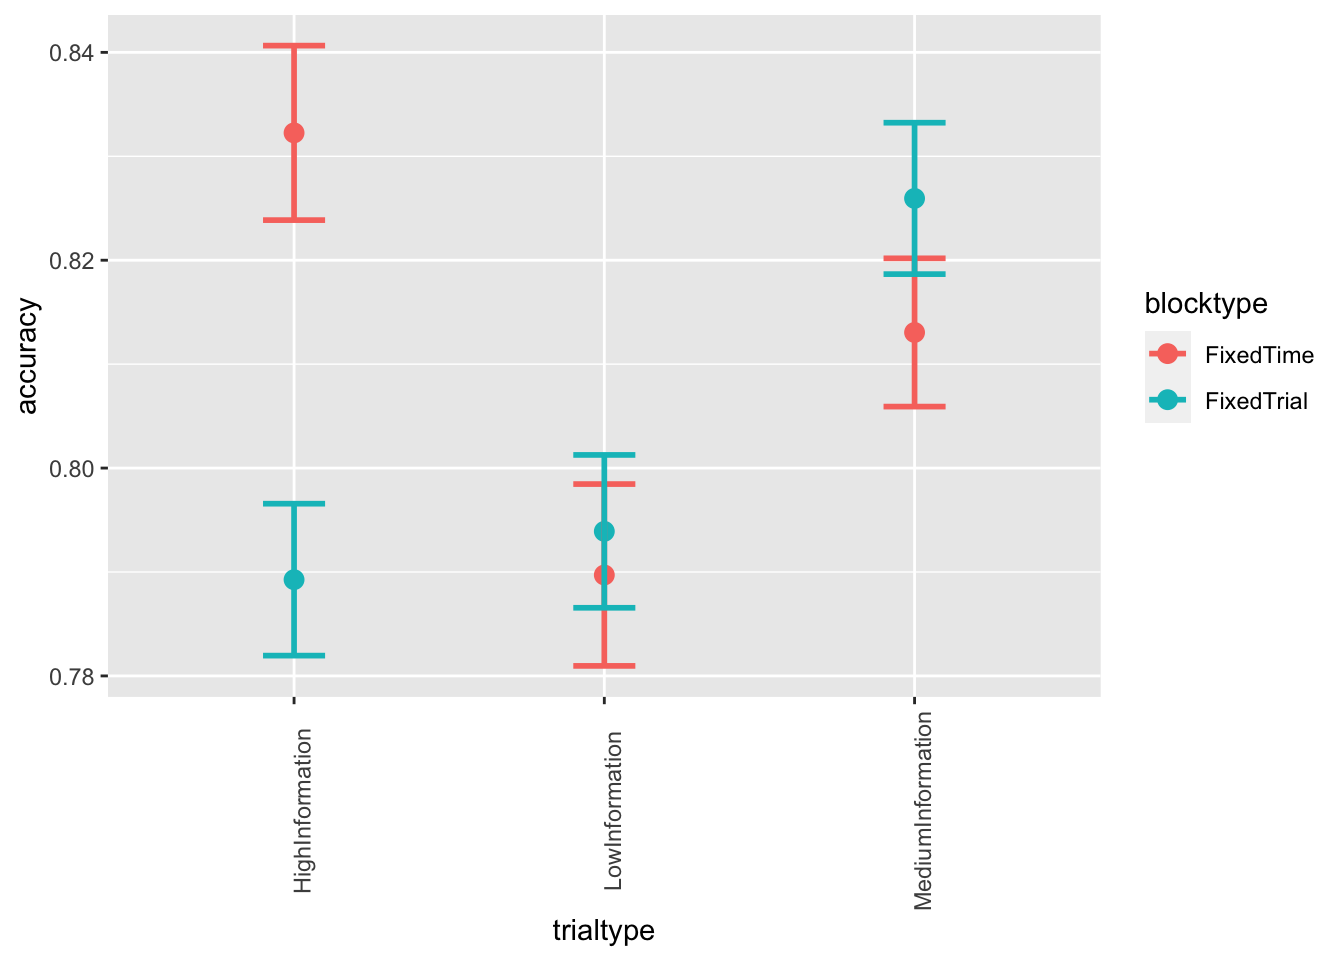 0.84
0.82
0.80
0.78
accuracy
HighInformation
LowInformation
MediumInformation
trialtype
blocktype
FixedTime
FixedTrial